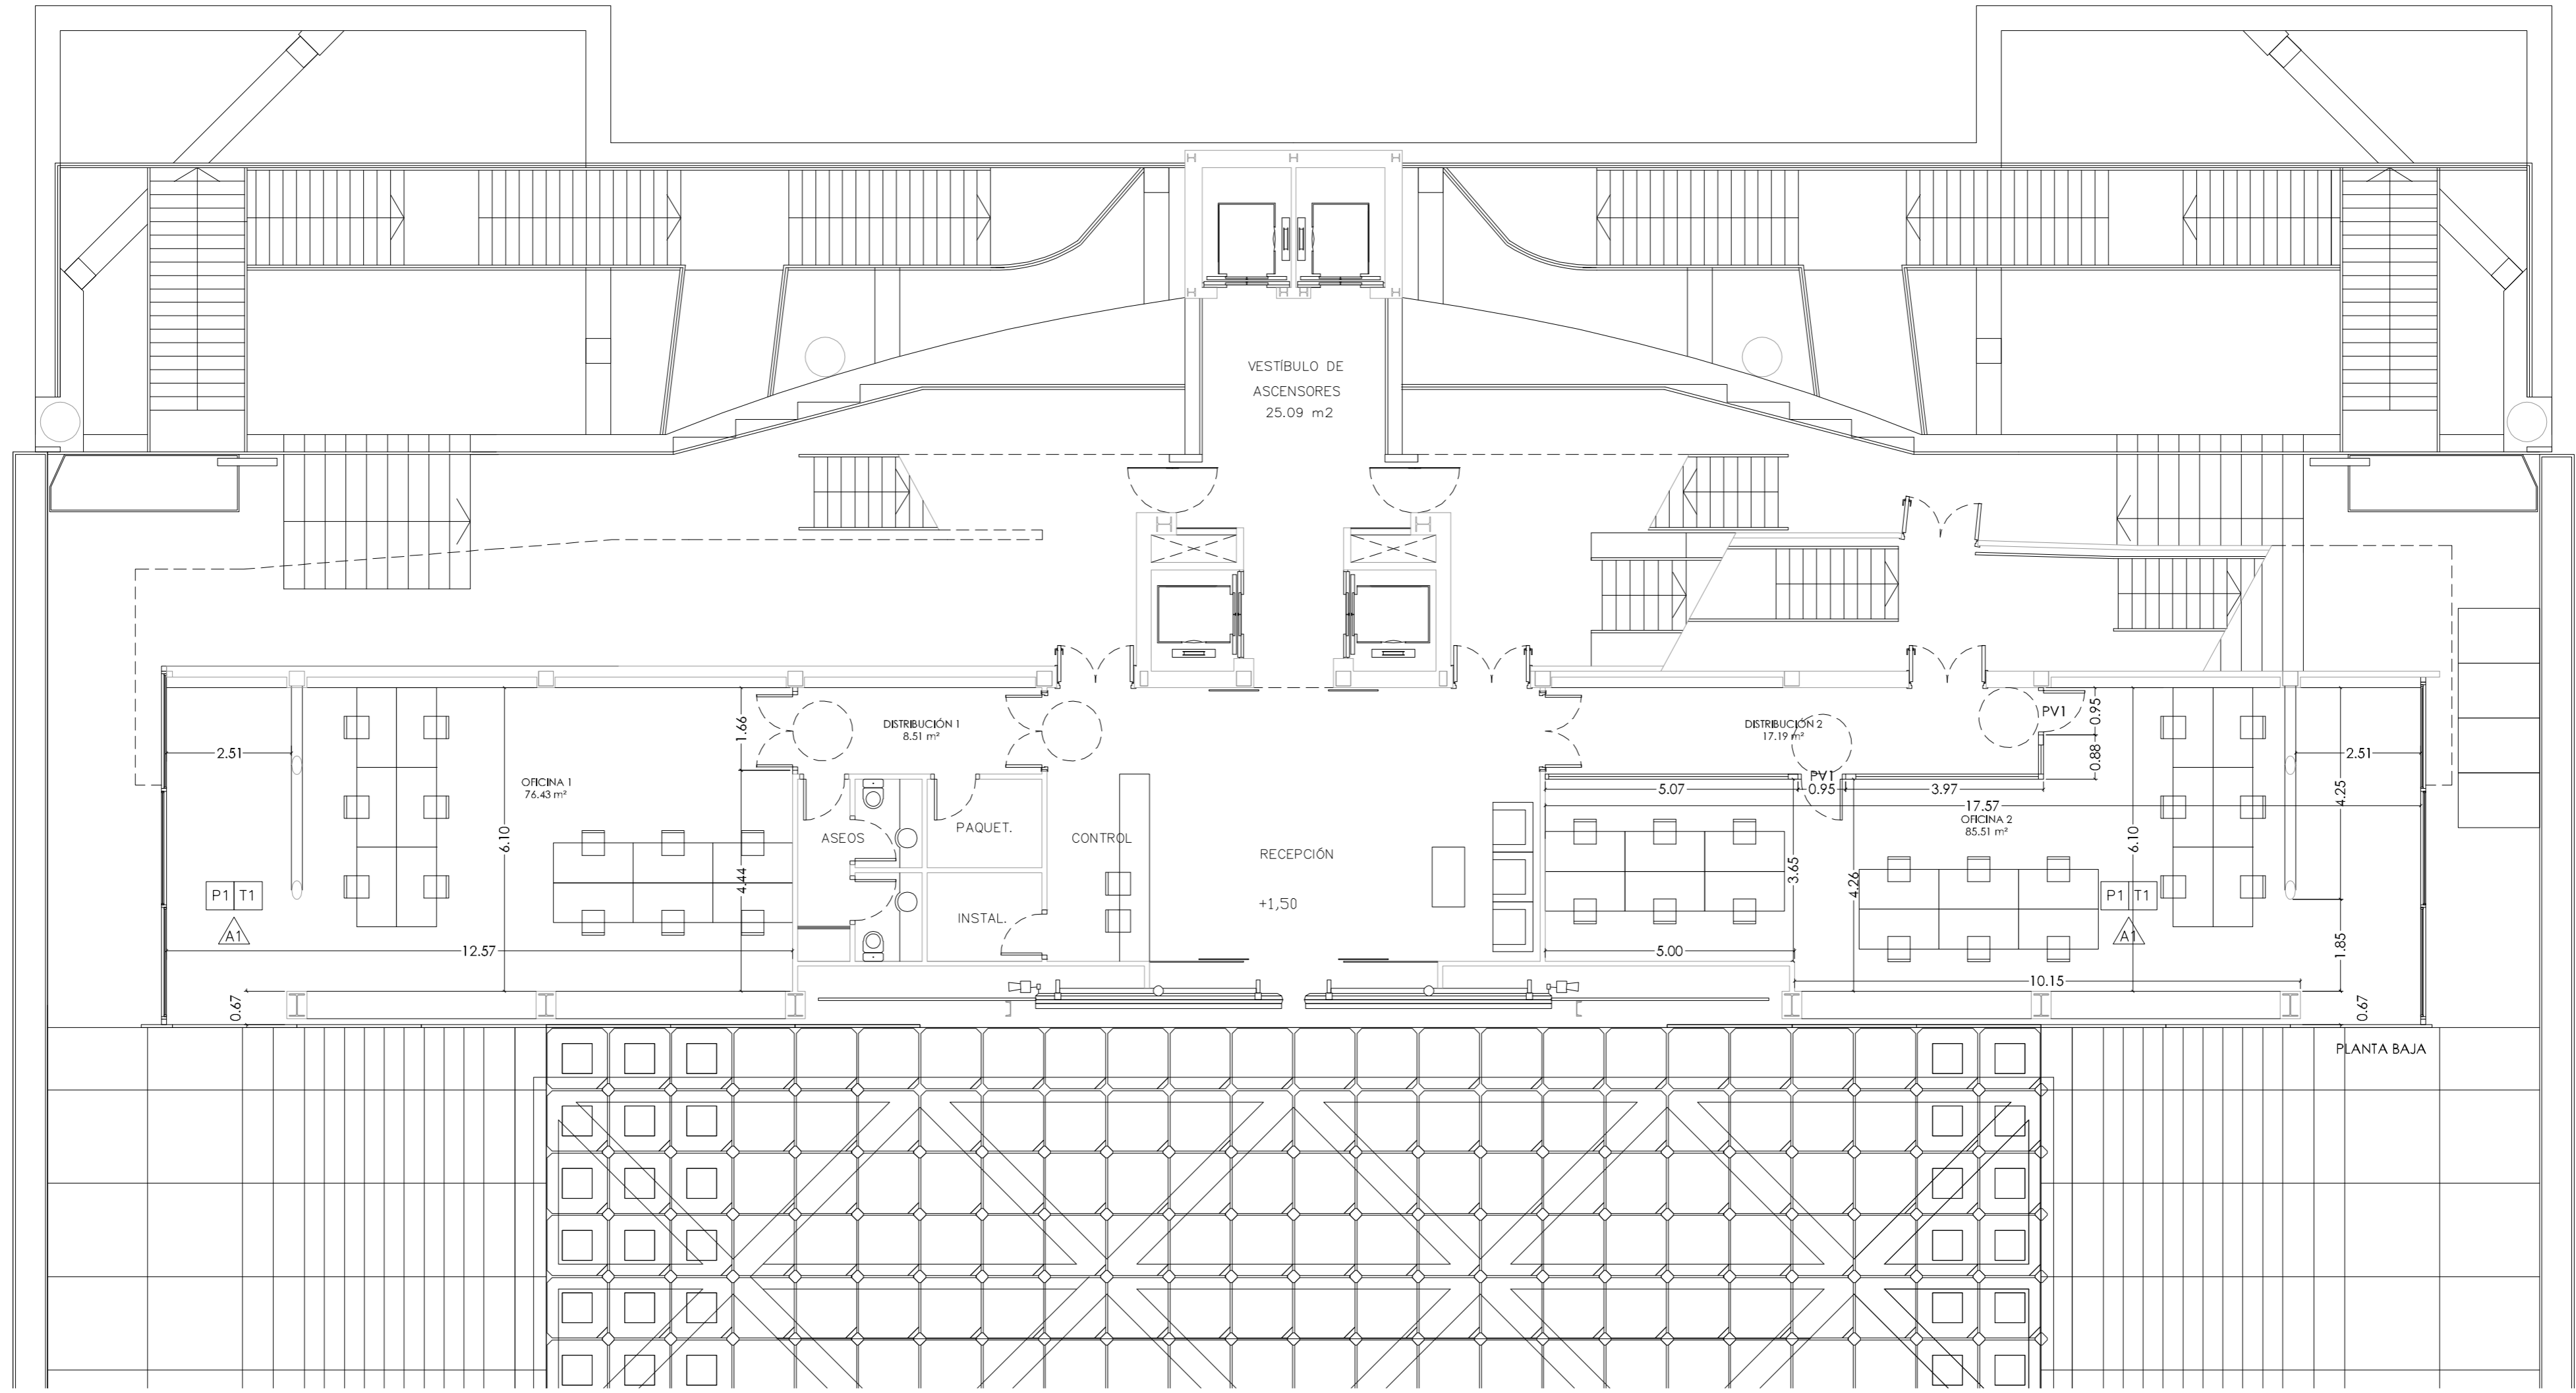 VESTÍBULO DE
ASCENSORES
25.09 m2
DISTRIBUCIÓN 1
8.51 m²
DISTRIBUCIÓN 2
17.19 m²
PV1
0.95
0.88
1.66
2.51
2.51
OFICINA 1
76.43 m²
PV1
5.07
0.95
3.97
17.57
OFICINA 2
85.51 m²
4.25
6.10
6.10
ASEOS
PAQUET.
CONTROL
RECEPCIÓN
+1,50
INSTAL.
4.44
3.65
4.26
P1 T1
A1
P1 T1
A1
12.57
5.00
10.15
1.85
0.67
0.67
PLANTA BAJA